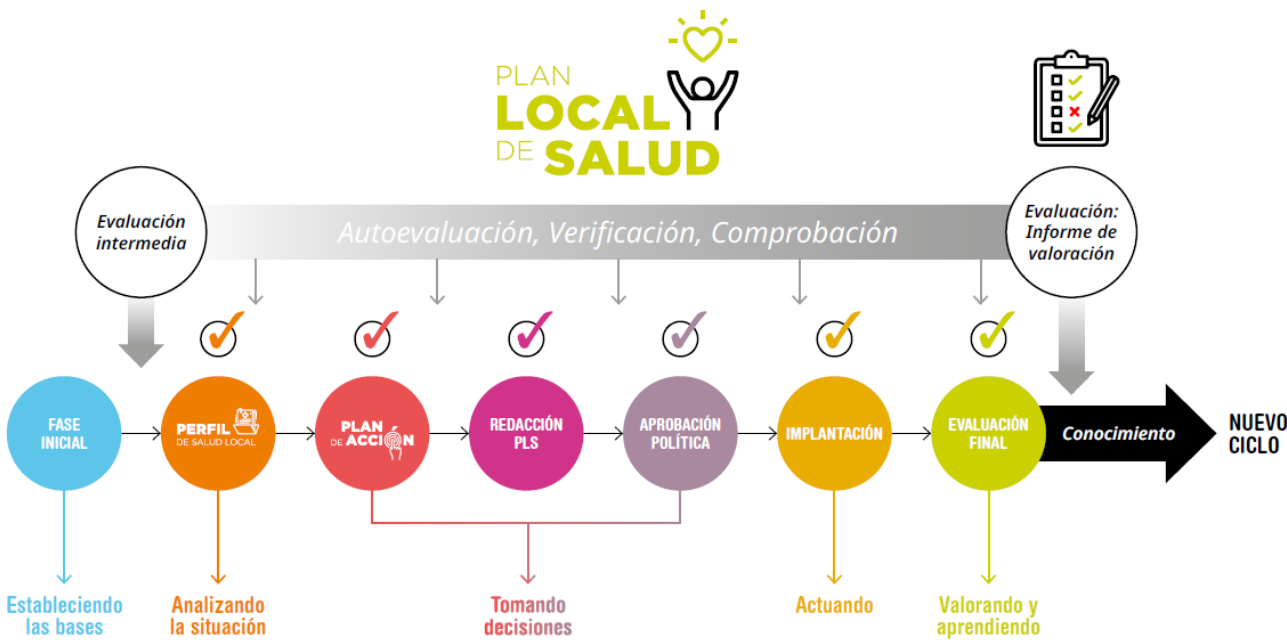 PLAN
LOCAL
DE SALUD
Evaluación
intermedia
Autoevaluación, Verificación, Comprobación
Evaluación:
Informe de
valoración
FASE
INICIAL
PERFIL
DE SALUD LOCAL
PLAN
DE ACCIÓN
REDACCIÓN
PLS
APROBACIÓN
POLÍTICA
IMPLANTACIÓN
EVALUACIÓN
FINAL
Conocimiento
NUEVO
CICLO
Estableciendo
las bases
Analizando
la situación
Tomando
decisiones
Actuando
Valorando y
aprendiendo